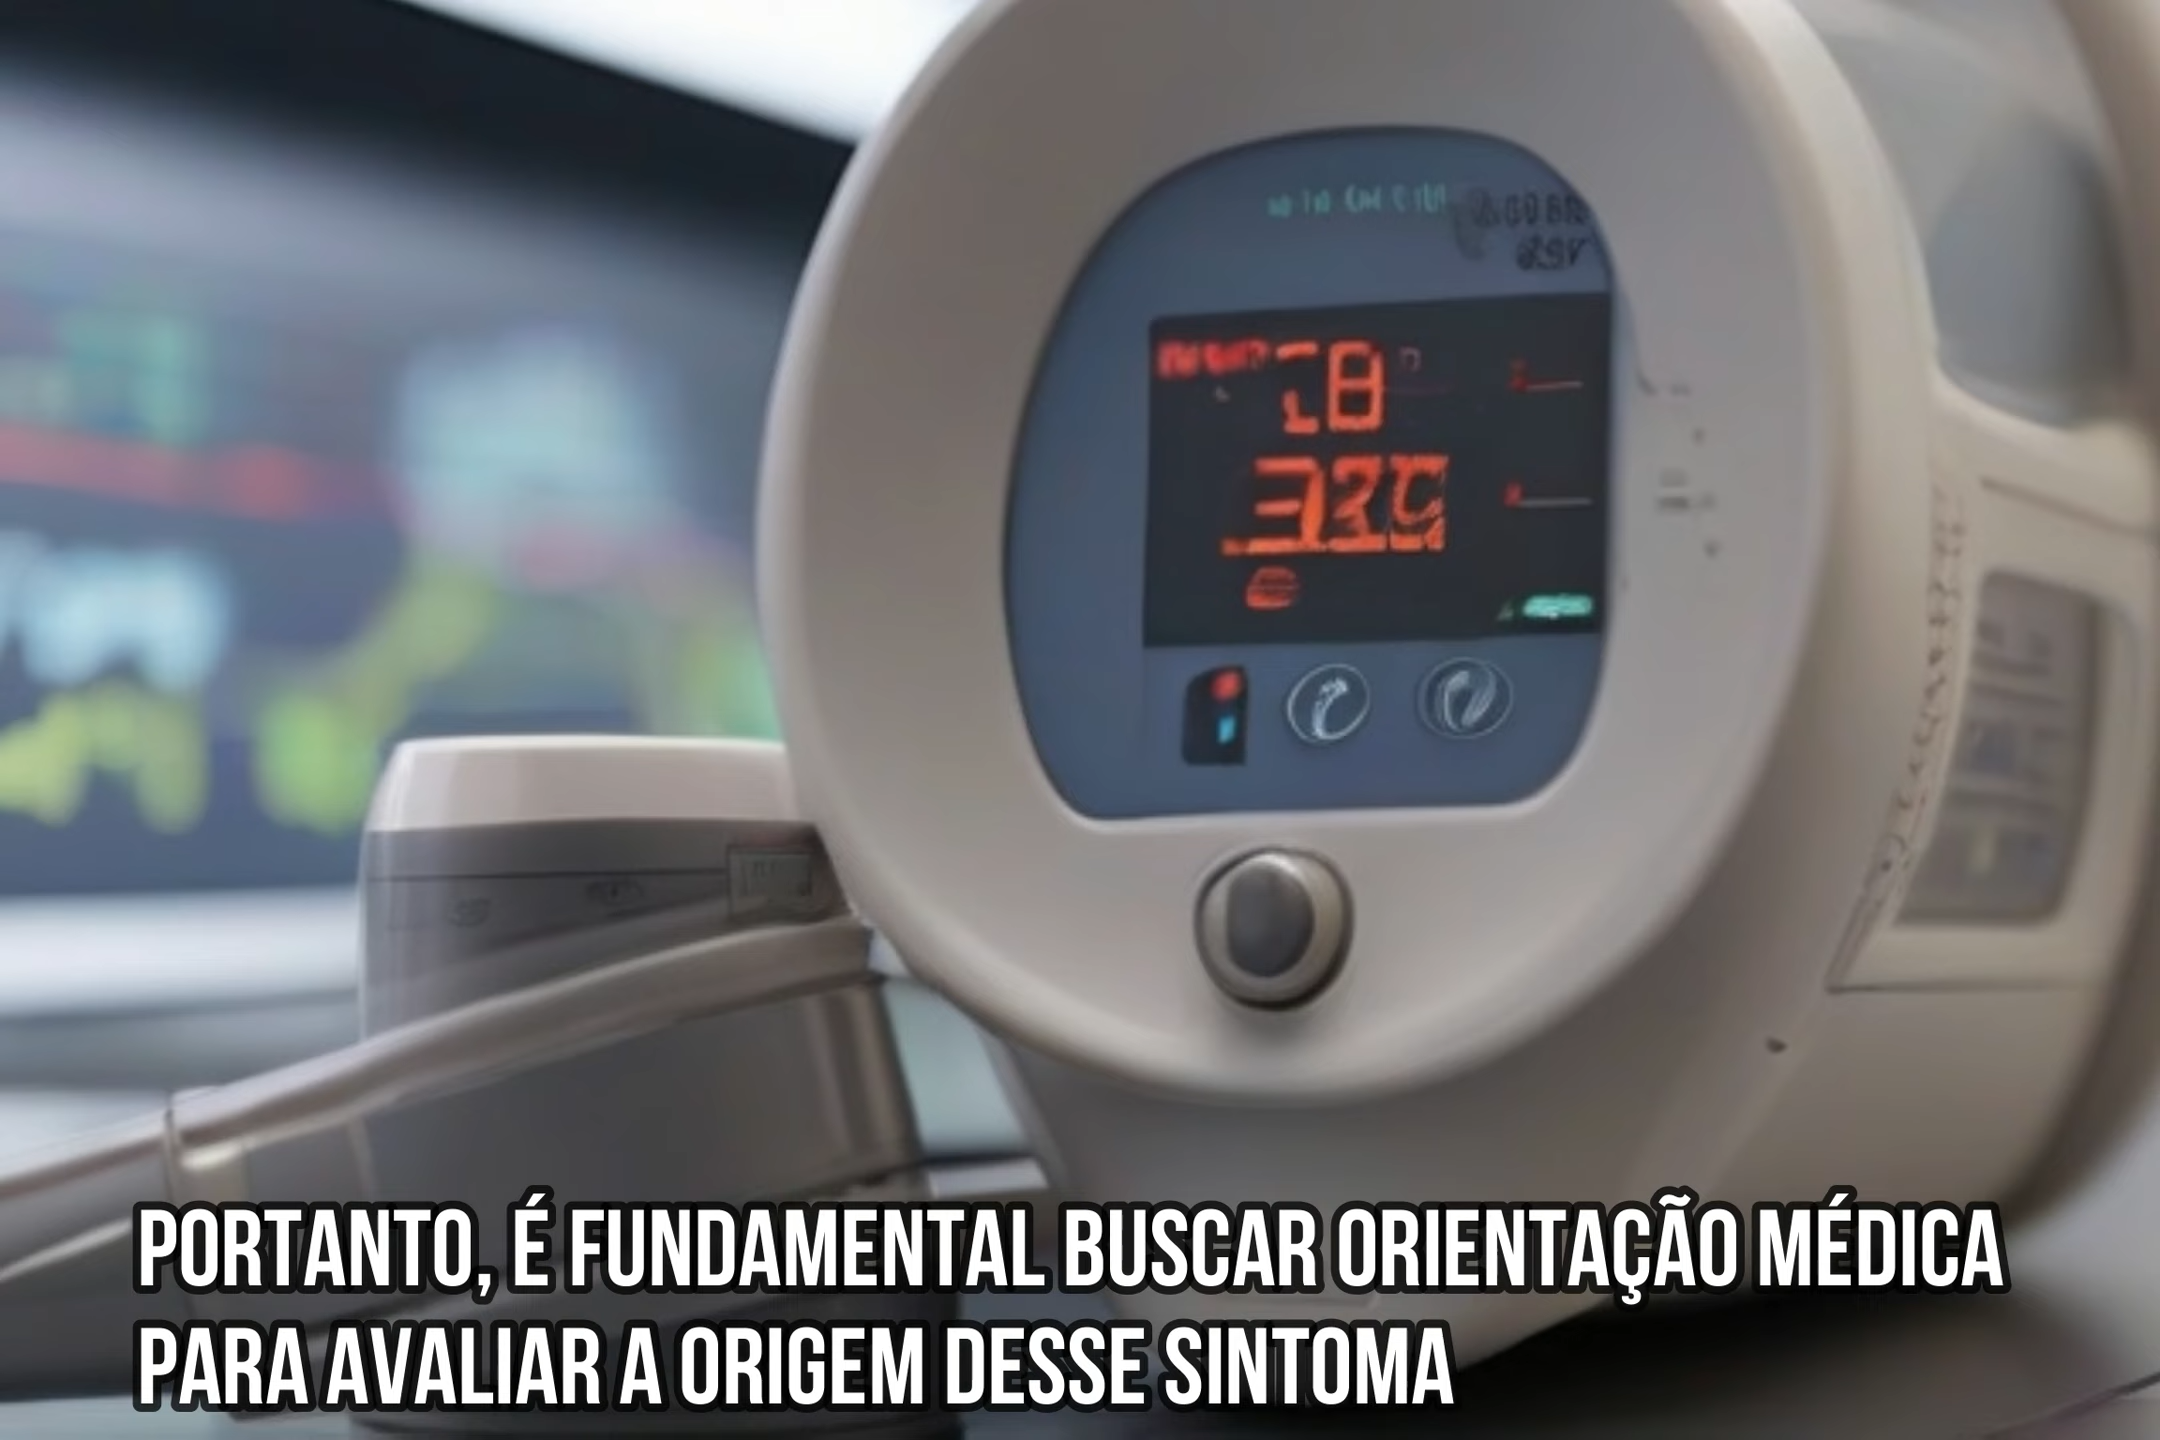 PORTANTO, É FUNDAMENTAL BUSCAR ORIENTAÇÃO MÉDICA
PARA AVALIAR A ORIGEM DESSE SINTOMA